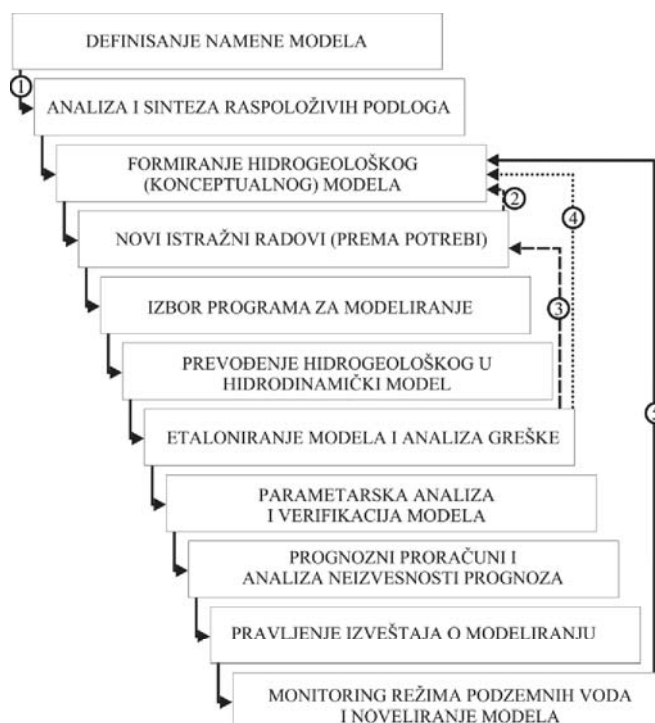 DEFINISANJE NAMENE MODELA
1
ANALIZA I SINTEZA RASPOLOŽIVIH PODLOGA
FORMIRANJE HIDROGEOLOŠKOG
(KONCEPTUALNOG) MODELA
2
4
NOVI ISTRAŽNI RADOVI (PREMA POTREBI)
IZBOR PROGRAMA ZA MODELIRANJE
3
PREVOĐENJE HIDROGEOLOŠKOG U
HIDRODINAMIČKI MODEL
ETALONIRANJE MODELA I ANALIZA GREŠKE
PARAMETARSKA ANALIZA
I VERIFIKACIJA MODELA
PROGNOZNI PRORAČUNI I
ANALIZA NEIZVESNOSTI PROGNOZA
PRAVLJENJE IZVEŠTAJA O MODELIRANJU
MONITORING REŽIMA PODZEMNIH VODA
I NOVELIRANJE MODELA